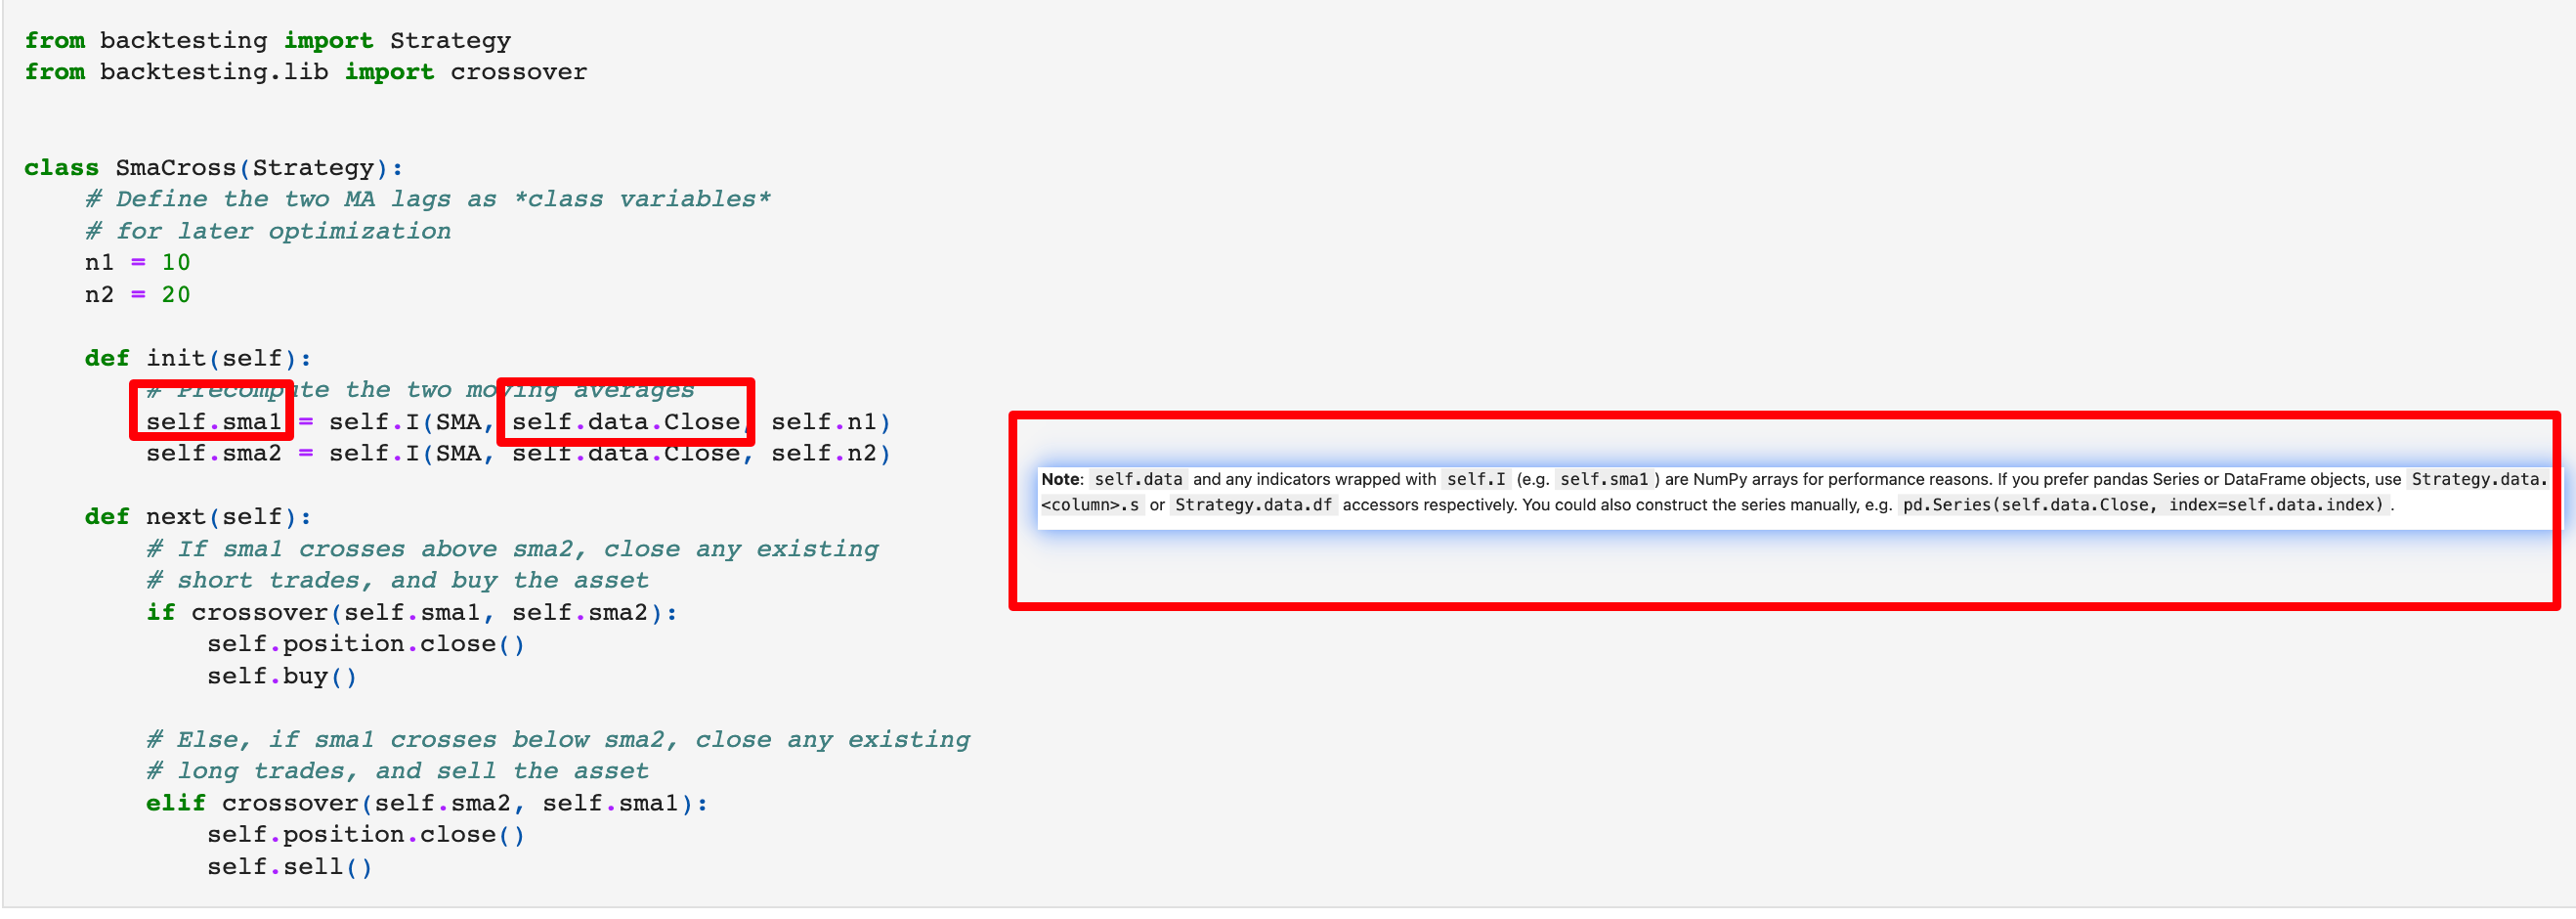 from backtesting import Strategy
from backtesting.lib import crossover
class SmaCross(Strategy):
    # Define the two MA lags as *class variables*
    # for later optimization
    n1 = 10
    n2 = 20
    def init(self):
        # Precompute the two moving averages
        self.sma1 = self.I(SMA, self.data.Close, self.n1)
        self.sma2 = self.I(SMA, self.data.Close, self.n2)
    def next(self):
        # If sma1 crosses above sma2, close any existing
        # short trades, and buy the asset
        if crossover(self.sma1, self.sma2):
            self.position.close()
            self.buy()
        # Else, if sma1 crosses below sma2, close any existing
        # long trades, and sell the asset
        elif crossover(self.sma2, self.sma1):
            self.position.close()
            self.sell()
Note: self.data and any indicators wrapped with self.I (e.g. self.sma1) are NumPy arrays for performance reasons. If you prefer pandas Series or DataFrame objects, use Strategy.data.
<column>.s or Strategy.data.df accessors respectively. You could also construct the series manually, e.g. pd.Series(self.data.Close, index=self.data.index).